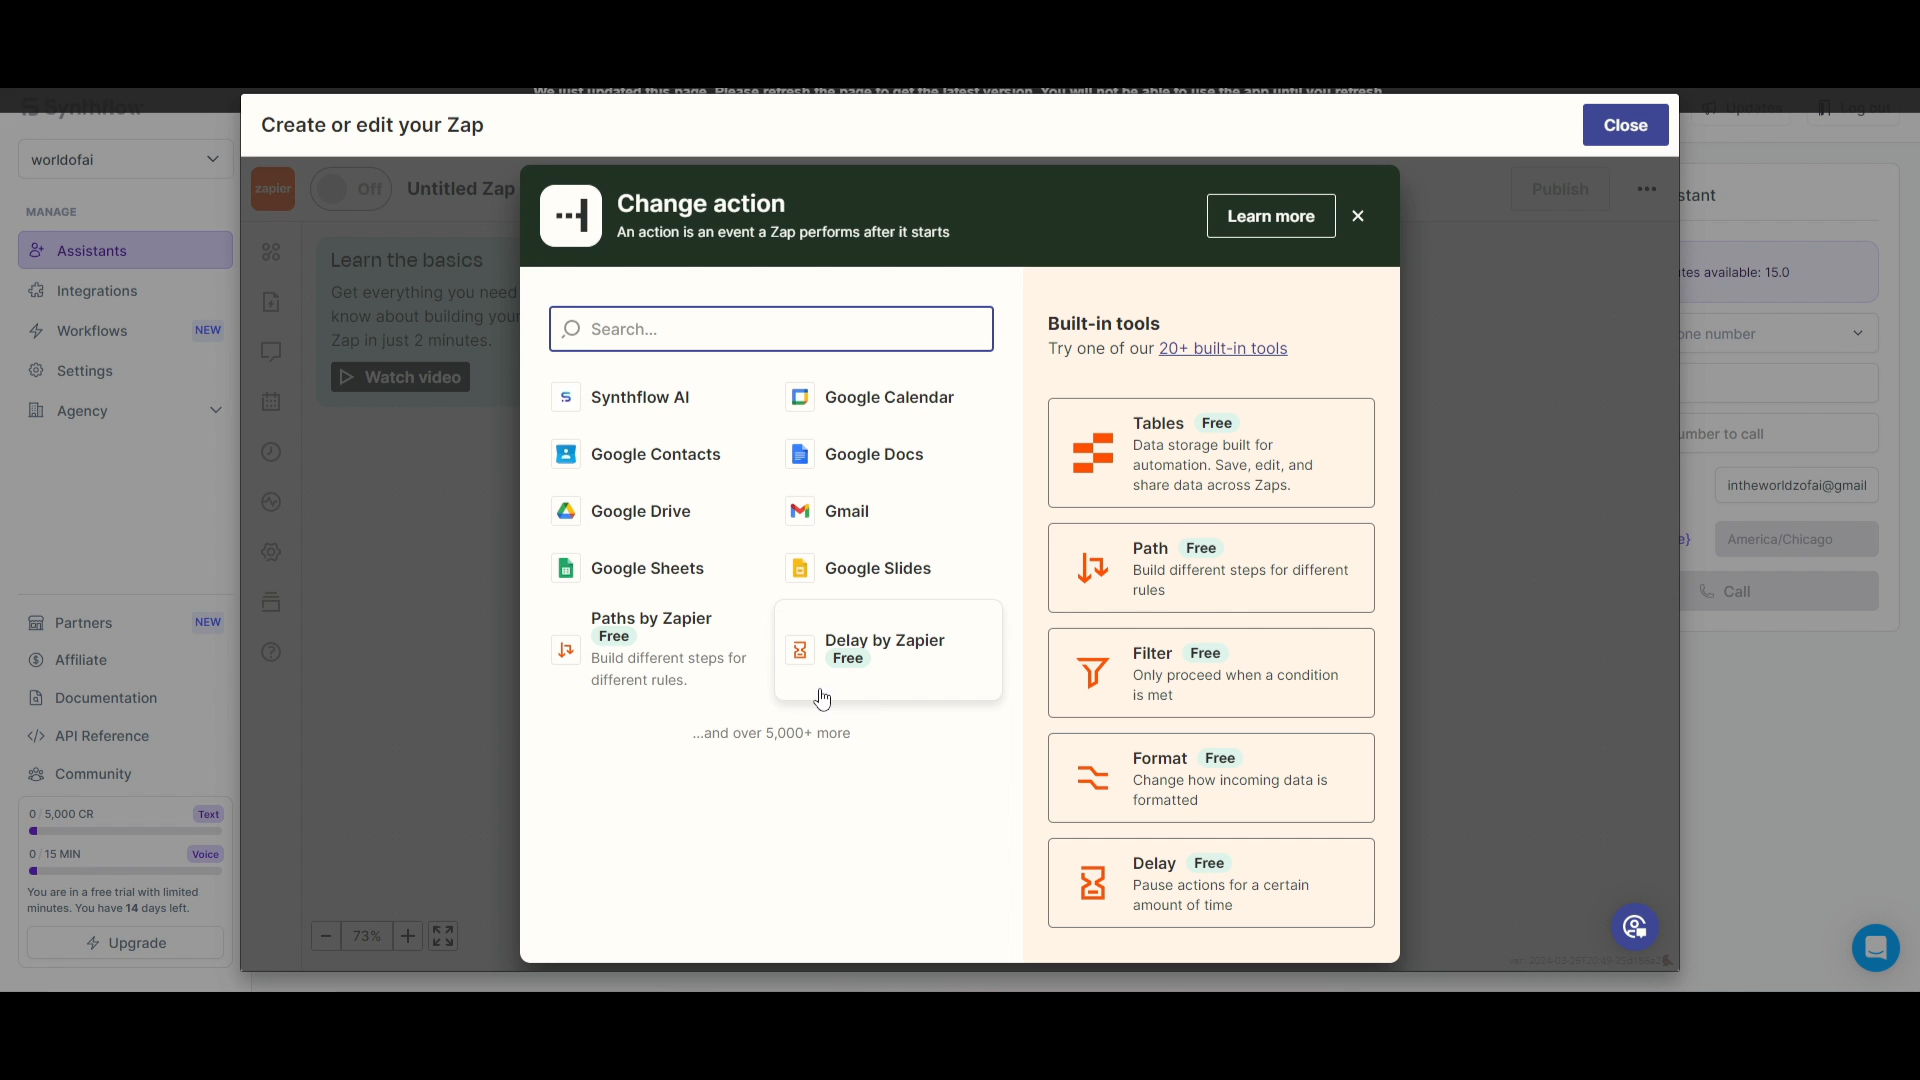 We just updated this page. Please refresh the page to get the latest version. You will not be able to use the app until you refresh
Synthflow
Updates
Log out
Create or edit your Zap
Close
worldofai
MANAGE
Assistants
Integrations
Workflows NEW
Settings
Agency
Partners NEW
Affiliate
Documentation
API Reference
Community
0 / 5,000 CR Text
0 / 15 MIN Voice
You are in a free trial with limited
minutes. You have 14 days left.
Upgrade
zapier
Off
Untitled Zap
Publish
Learn the basics
Get everything you need
know about building your
Zap in just 2 minutes.
Watch video
73%
Change action
An action is an event a Zap performs after it starts
Learn more
Search...
Synthflow AI
Google Calendar
Google Contacts
Google Docs
Google Drive
Gmail
Google Sheets
Google Slides
Paths by Zapier
Free
Build different steps for
different rules.
Delay by Zapier
Free
...and over 5,000+ more
Built-in tools
Try one of our 20+ built-in tools
Tables Free
Data storage built for
automation. Save, edit, and
share data across Zaps.
Path Free
Build different steps for different
rules
Filter Free
Only proceed when a condition
is met
Format Free
Change how incoming data is
formatted
Delay Free
Pause actions for a certain
amount of time
stant
tes available: 15.0
one number
umber to call
intheworldzofai@gmail
e}
America/Chicago
Call